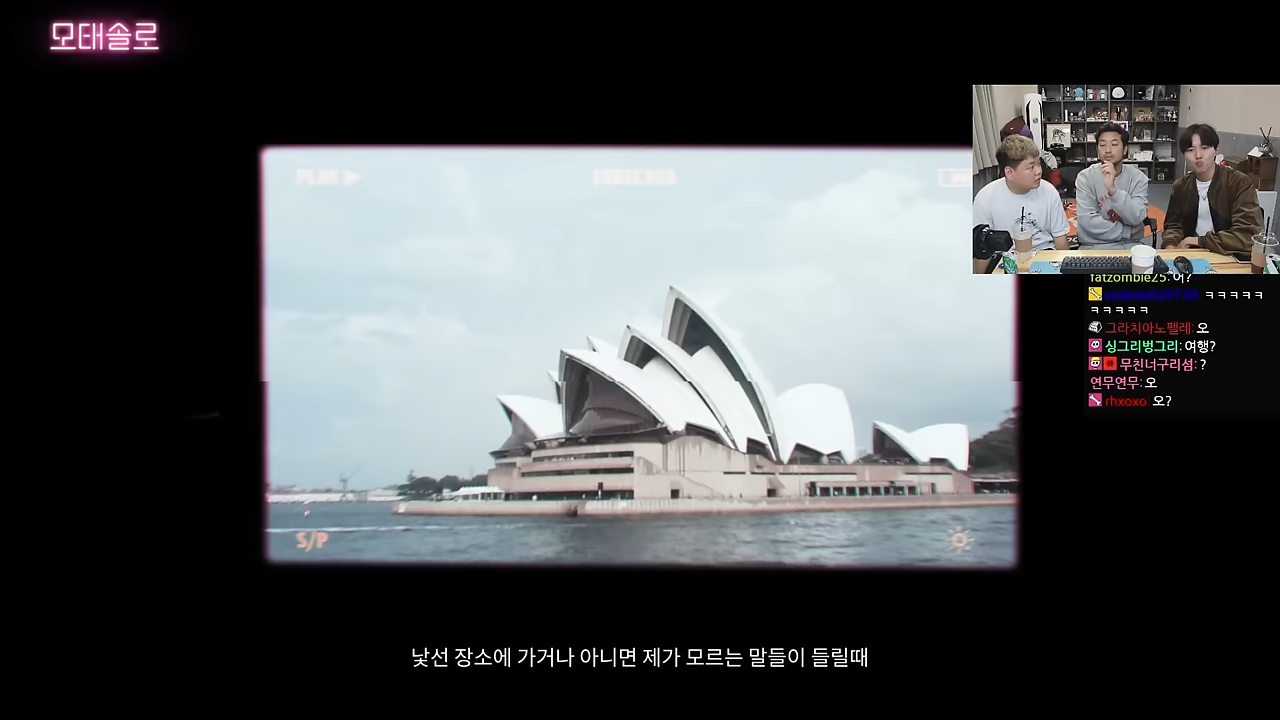 모태솔로
PLAY
S/P
fatzombie25: 어?
ㅋㅋㅋㅋㅋ
ㅋㅋㅋㅋㅋ
그라치아노펠레: 오
싱그리벙그리: 여행?
무친너구리섬: ?
연무연무: 오
rhxoxo 오?
낯선 장소에 가거나 아니면 제가 모르는 말들이 들릴때